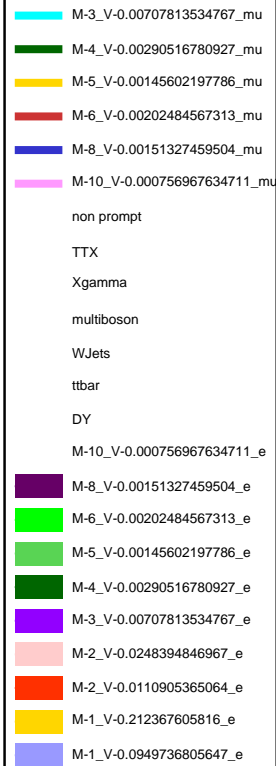 M-3_V-0.00707813534767_mu
M-4_V-0.00290516780927_mu
M-5_V-0.00145602197786_mu
M-6_V-0.00202484567313_mu
M-8_V-0.00151327459504_mu
M-10_V-0.000756967634711_mu
non prompt
TTX
Xgamma
multiboson
WJets
ttbar
DY
M-10_V-0.000756967634711_e
M-8_V-0.00151327459504_e
M-6_V-0.00202484567313_e
M-5_V-0.00145602197786_e
M-4_V-0.00290516780927_e
M-3_V-0.00707813534767_e
M-2_V-0.0248394846967_e
M-2_V-0.0110905365064_e
M-1_V-0.212367605816_e
M-1_V-0.0949736805647_e